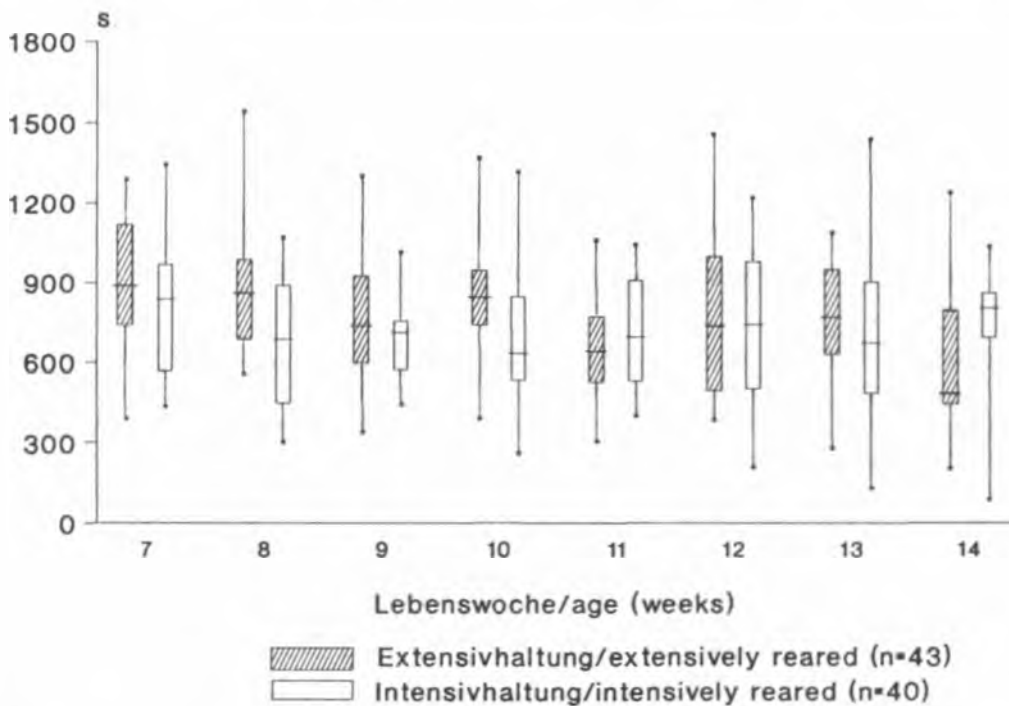 s
1800
1500
1200
900
600
300
0
7 8 9 10 11 12 13 14
Lebenswoche/age (weeks)
Extensivhaltung/extensively reared (n=43)
Intensivhaltung/intensively reared (n=40)